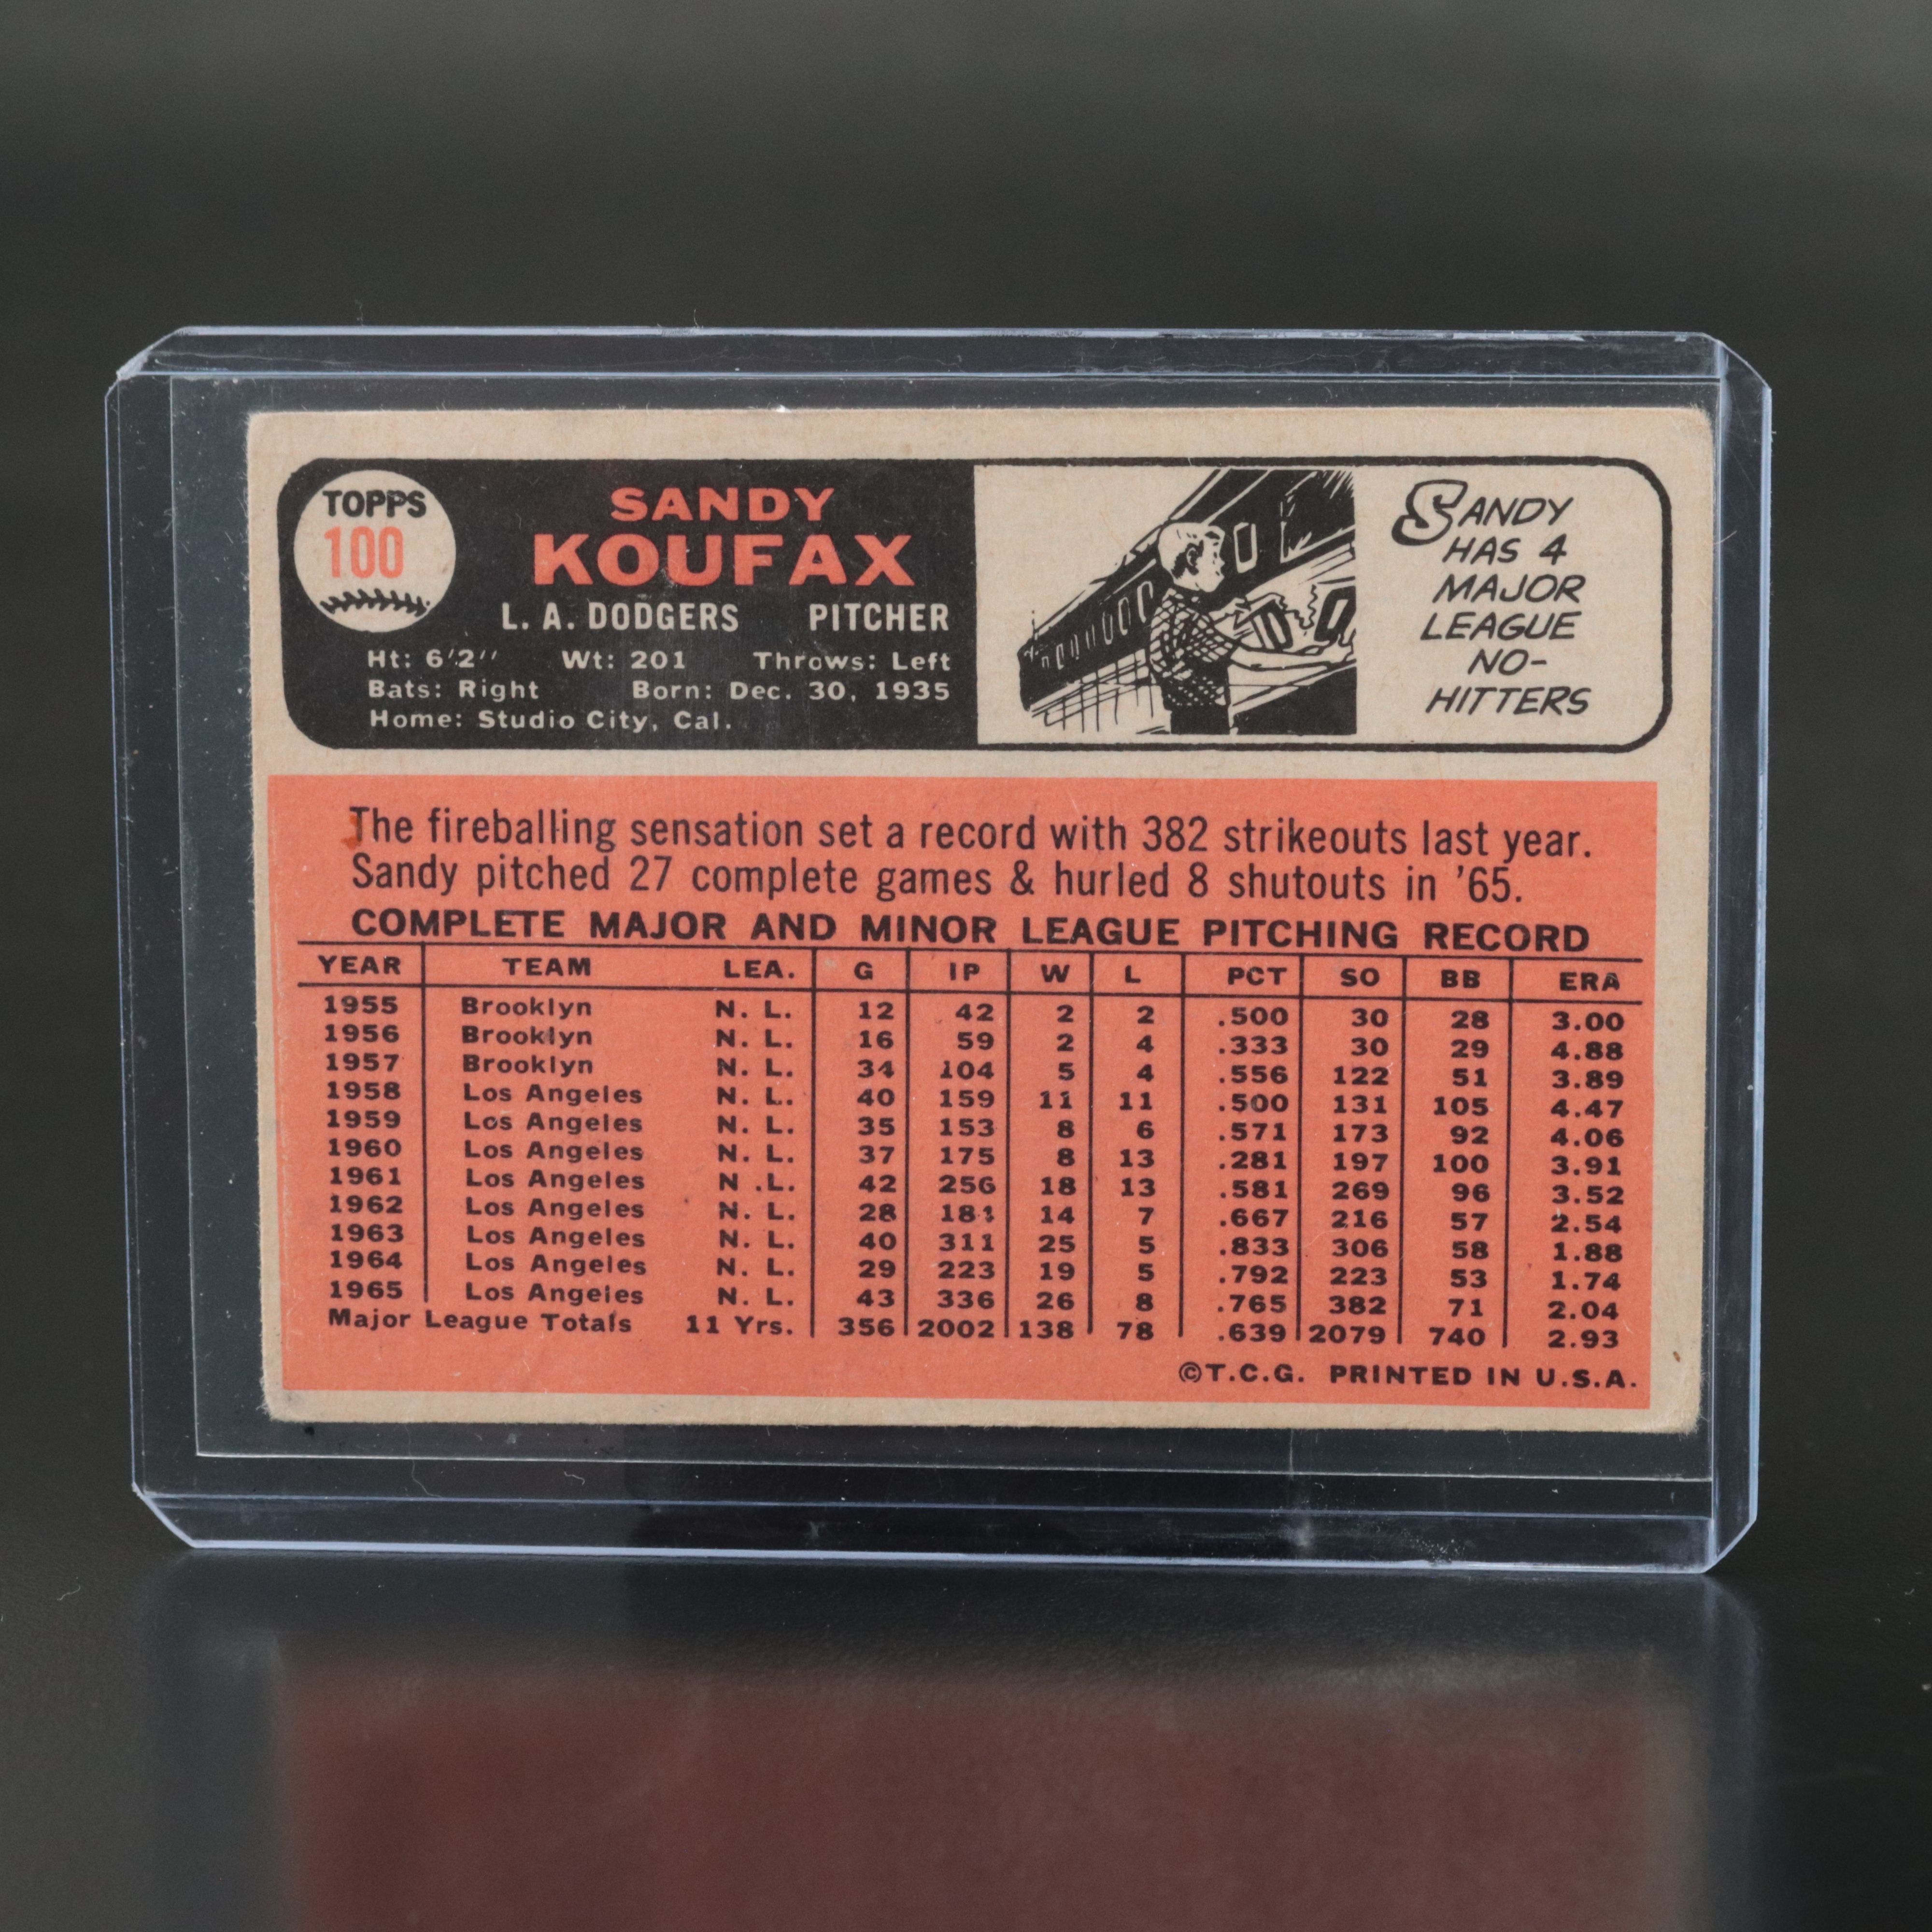 TOPPS
100
SANDY
KOUFAX
L. A. DODGERS PITCHER
Ht: 6'2" Wt: 201 Throws: Left
Bats: Right Born: Dec. 30, 1935
Home: Studio City, Cal.
SANDY
HAS 4
MAJOR
LEAGUE
NO-
HITTERS
The fireballing sensation set a record with 382 strikeouts last year.
Sandy pitched 27 complete games & hurled 8 shutouts in '65.
COMPLETE MAJOR AND MINOR LEAGUE PITCHING RECORD
YEAR TEAM LEA. G IP W L PCT SO BB ERA
1955 Brooklyn N. L. 12 42 2 2 .500 30 28 3.00
1956 Brooklyn N. L. 16 59 2 4 .333 30 29 4.88
1957 Brooklyn N. L. 34 104 5 4 .556 122 51 3.89
1958 Los Angeles N. L. 40 159 11 11 .500 131 105 4.47
1959 Los Angeles N. L. 35 153 8 6 .571 173 92 4.06
1960 Los Angeles N. L. 37 175 8 13 .281 197 100 3.91
1961 Los Angeles N .L. 42 256 18 13 .581 269 96 3.52
1962 Los Angeles N. L. 28 184 14 7 .667 216 57 2.54
1963 Los Angeles N. L. 40 311 25 5 .833 306 58 1.88
1964 Los Angeles N. L. 29 223 19 5 .792 223 53 1.74
1965 Los Angeles N. L. 43 336 26 8 .765 382 71 2.04
Major League Totals 11 Yrs. 356 2002 138 78 .639 2079 740 2.93
©T.C.G. PRINTED IN U.S.A.